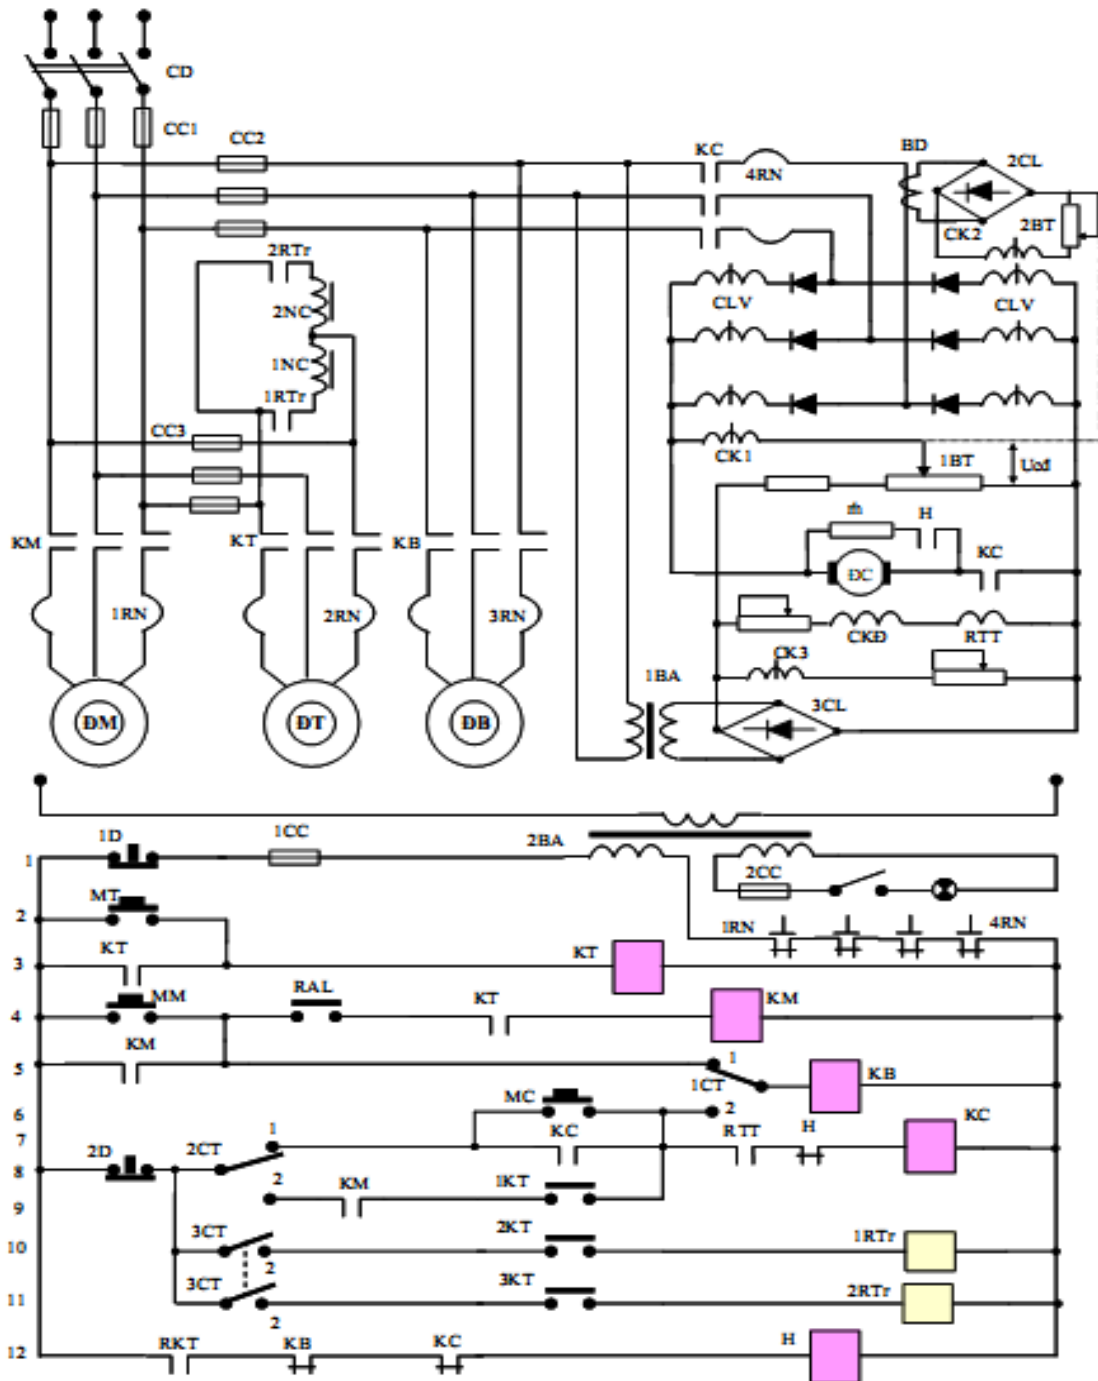 CD
CC1
CC2
KC
4RN
BD
2CL
CK2
2BT
2RTr
2NC
1NC
1RTr
CLV
CLV
CC3
CK1
1BT
Uođ
KM
KT
KB
rh
H
KC
ĐC
1RN
2RN
3RN
CKĐ
RTT
CK3
1BA
3CL
ĐM
ĐT
ĐB
1D
1CC
2BA
2CC
1
MT
2
1RN
4RN
KT
KT
3
MM
RAL
KT
KM
4
KM
1
5
1CT
KB
MC
2
6
KC
RTT
H
KC
7
1
2D
2CT
8
2
KM
1KT
9
3CT
2KT
1RTr
10
2
3CT
3KT
2RTr
11
2
RKT
KB
KC
H
12